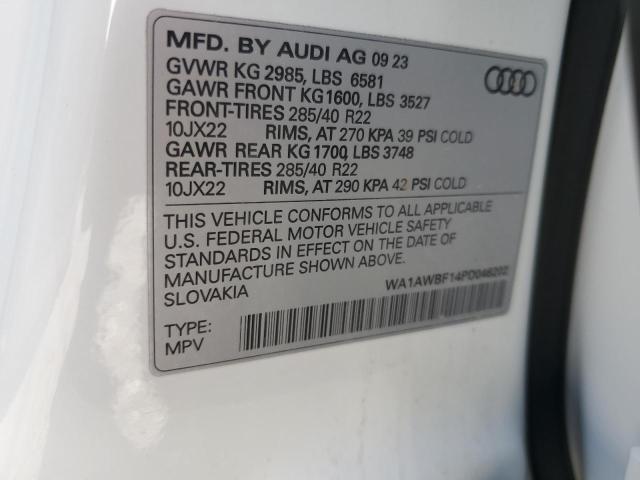 MFD. BY AUDI AG 09 23
GVWR KG 2985, LBS 6581
GAWR FRONT KG1600, LBS 3527
FRONT-TIRES 285/40 R22
10JX22 RIMS, AT 270 KPA 39 PSI COLD
GAWR REAR KG 1700, LBS 3748
REAR-TIRES 285/40 R22
10JX22 RIMS, AT 290 KPA 42 PSI COLD
THIS VEHICLE CONFORMS TO ALL APPLICABLE
U.S. FEDERAL MOTOR VEHICLE SAFETY
STANDARDS IN EFFECT ON THE DATE OF
MANUFACTURE SHOWN ABOVE.
SLOVAKIA
WA1AWBF14PD046202
TYPE:
MPV